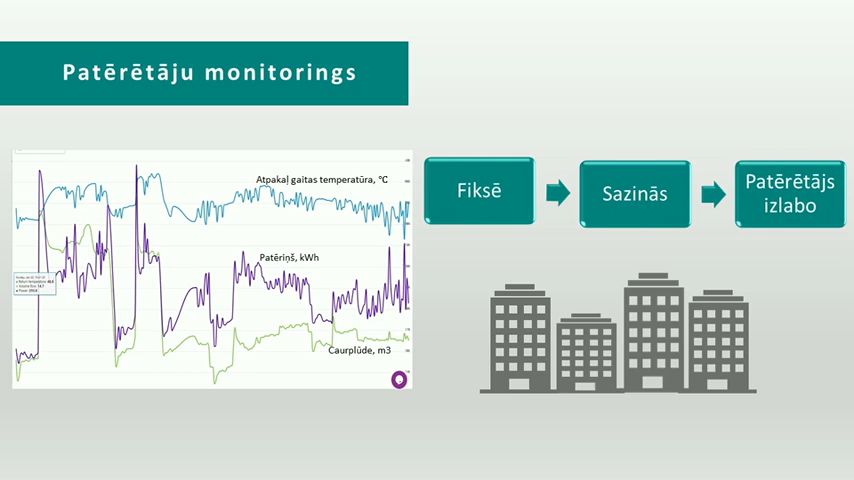 Patērētāju monitorings
Atpakaļ gaitas temperatūra, °C
Patēriņš, kWh
Caurplūde, m3
Fiksē
Sazinās
Patērētājs
izlabo